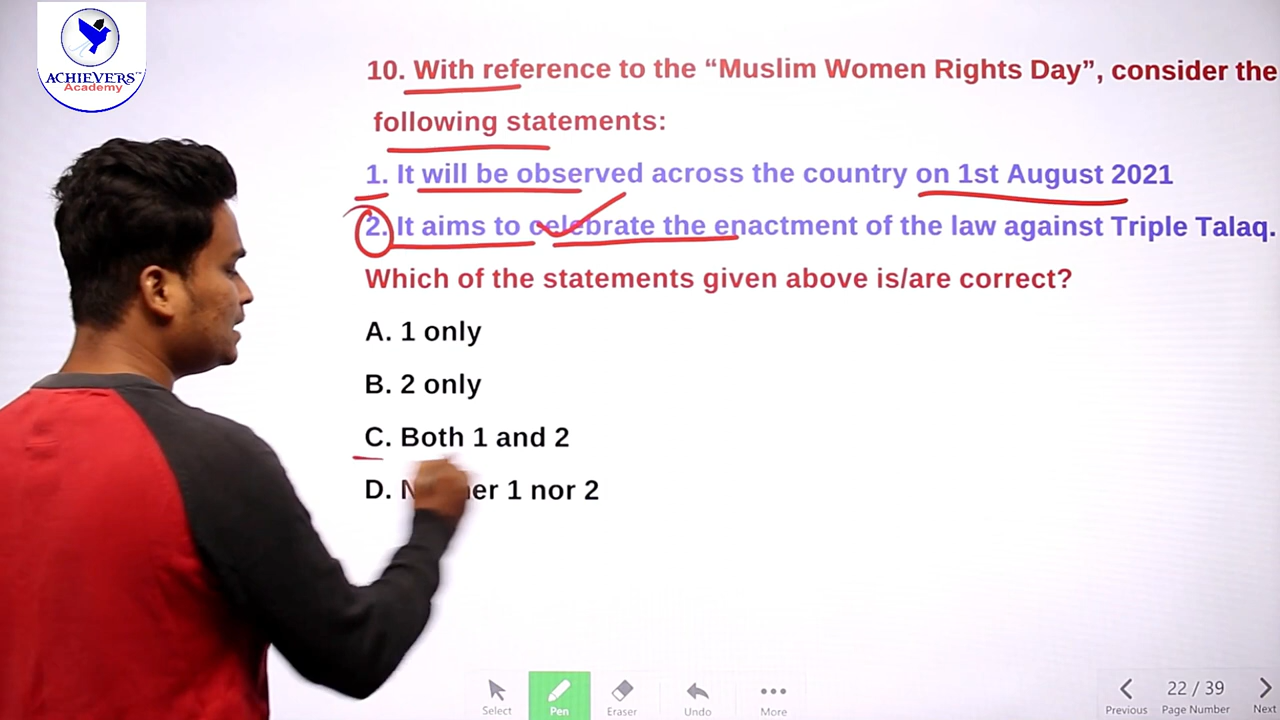 ACHIEVERS
Academy
10. With reference to the “Muslim Women Rights Day”, consider the
following statements:
1. It will be observed across the country on 1st August 2021
2. It aims to celebrate the enactment of the law against Triple Talaq.
Which of the statements given above is/are correct?
A. 1 only
B. 2 only
C. Both 1 and 2
D. 1 nor 2
Select Pen Eraser Undo More
22 / 39
Previous Page Number Next